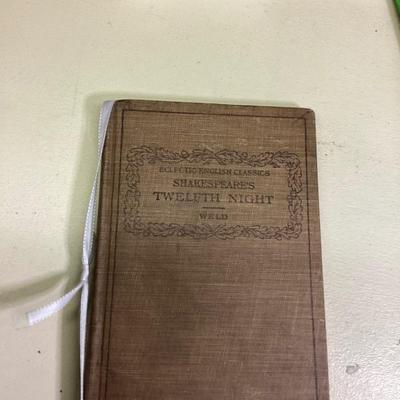 ECLECTIC ENGLISH CLASSICS
SHAKESPEARE'S
TWELFTH NIGHT
WELD